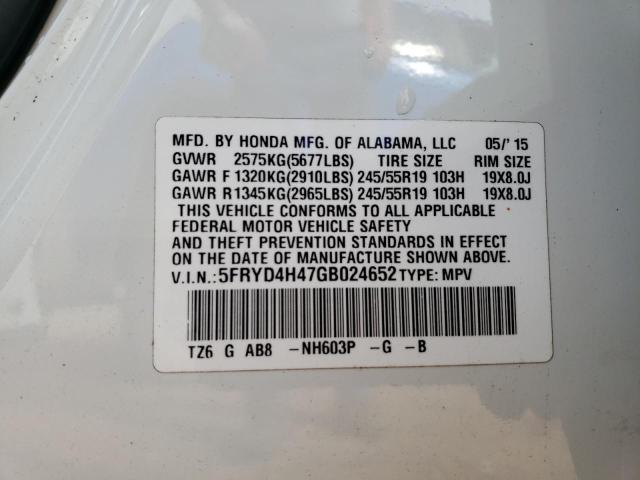 MFD. BY HONDA MFG. OF ALABAMA, LLC 05/'15
GVWR 2575KG(5677LBS) TIRE SIZE RIM SIZE
GAWR F 1320KG(2910LBS) 245/55R19 103H 19X8.0J
GAWR R 1345KG(2965LBS) 245/55R19 103H 19X8.0J
THIS VEHICLE CONFORMS TO ALL APPLICABLE
FEDERAL MOTOR VEHICLE SAFETY
AND THEFT PREVENTION STANDARDS IN EFFECT
ON THE DATE OF MANUFACTURE SHOWN ABOVE.
V.I.N.: 5FRYD4H47GB024652 TYPE: MPV
TZ6 G AB8 -NH603P -G -B